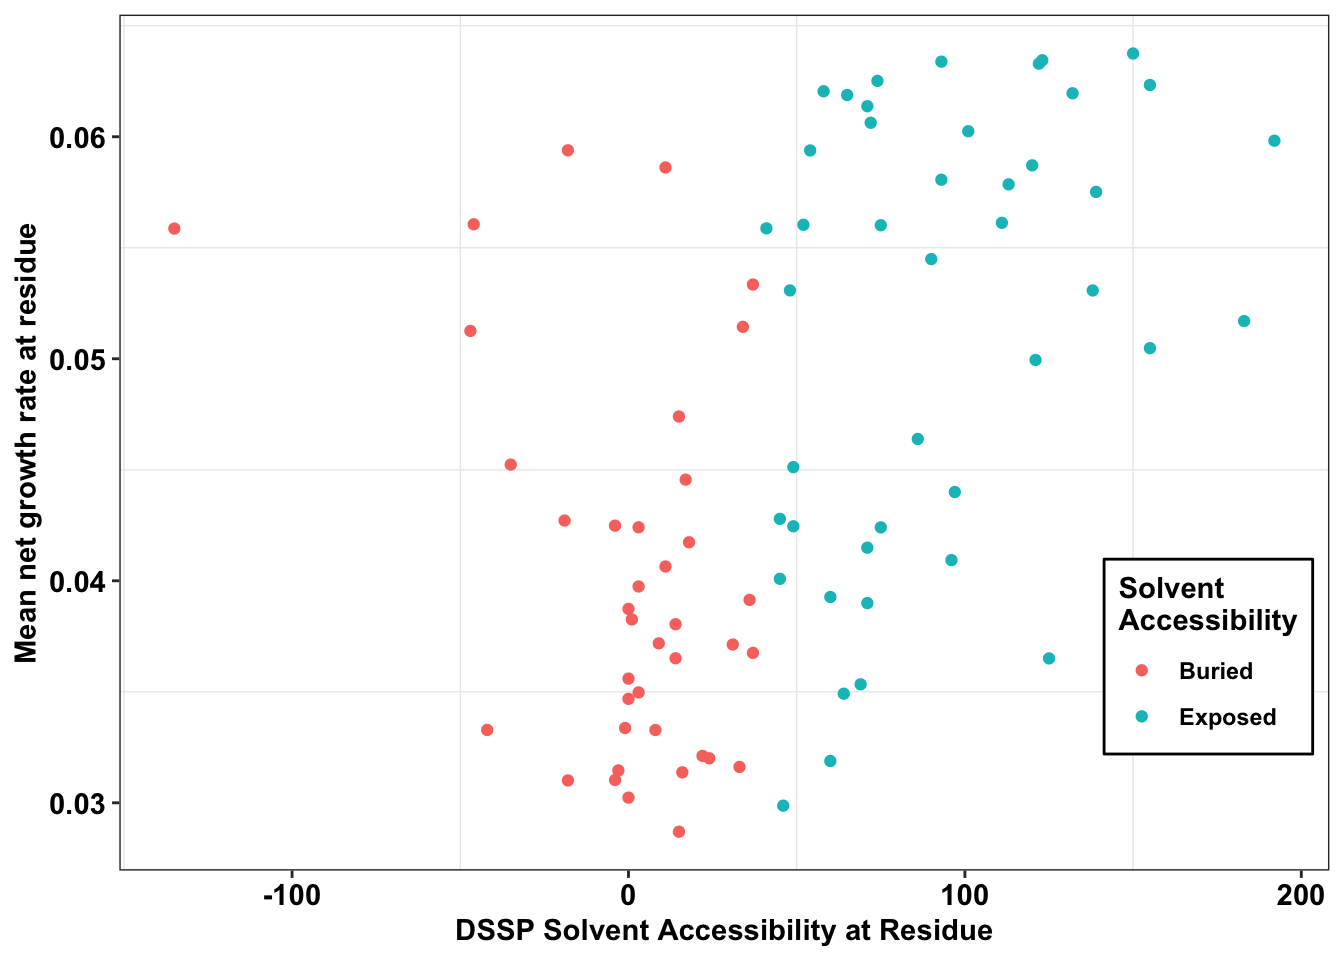 Mean net growth rate at residue
0.06
0.05
0.04
0.03
-100
0
100
200
DSSP Solvent Accessibility at Residue
Solvent
Accessibility
Buried
Exposed